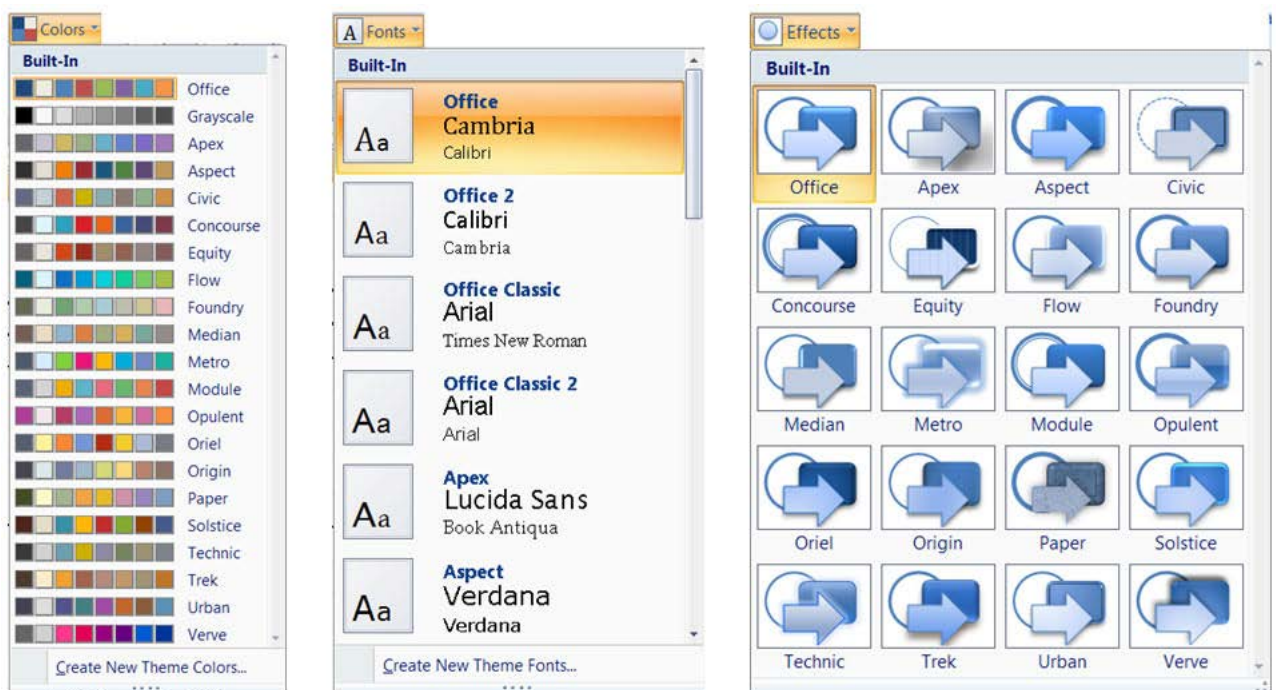 Colors
Built-In
Office
Grayscale
Apex
Aspect
Civic
Concourse
Equity
Flow
Foundry
Median
Metro
Module
Opulent
Oriel
Origin
Paper
Solstice
Technic
Trek
Urban
Verve
Create New Theme Colors...
A Fonts
Built-In
Aa
Office
Cambria
Calibri
Aa
Office 2
Calibri
Cambria
Aa
Office Classic
Arial
Times New Roman
Aa
Office Classic 2
Arial
Arial
Aa
Apex
Lucida Sans
Book Antiqua
Aa
Aspect
Verdana
Verdana
Create New Theme Fonts...
Effects
Built-In
Office Apex Aspect Civic
Concourse Equity Flow Foundry
Median Metro Module Opulent
Oriel Origin Paper Solstice
Technic Trek Urban Verve